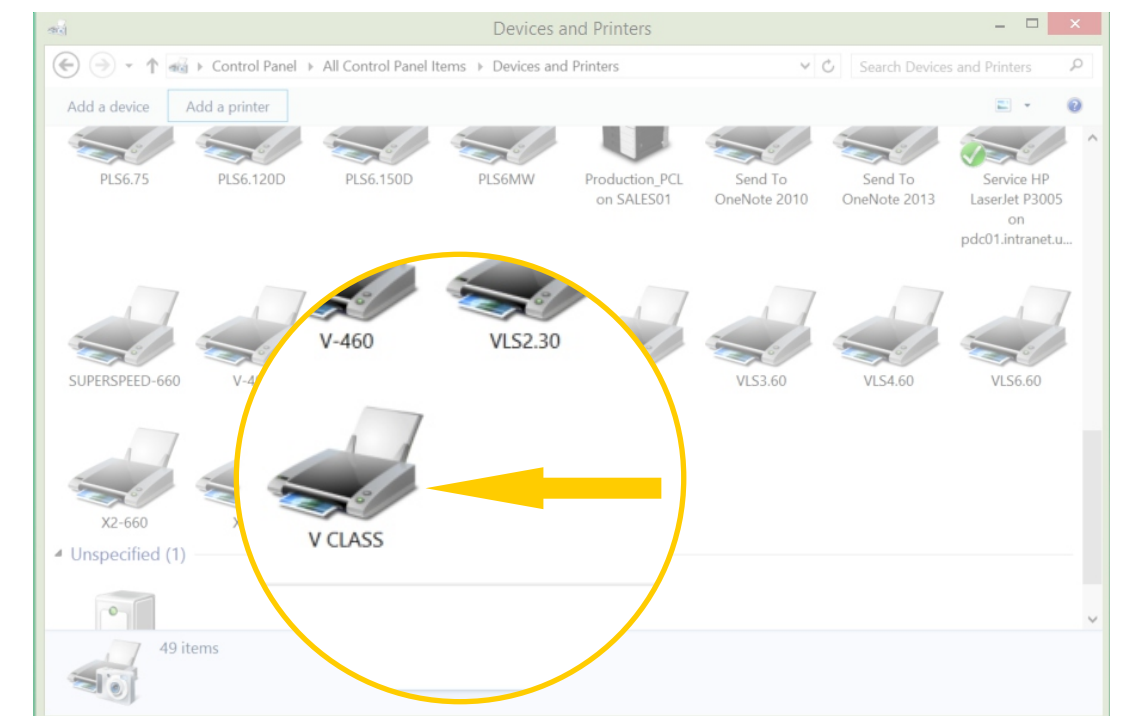 Devices and Printers
Control Panel All Control Panel Items Devices and Printers
Search Devices and Printers
Add a device Add a printer
PLS6.75 PLS6.120D PLS6.150D PLS6MW Production_PCL Send To Send To Service HP
on SALES01 OneNote 2010 OneNote 2013 LaserJet P3005
on
pdc01.intranet.u...
V-460 VLS2.30
SUPERSPEED-660 VLS3.60 VLS4.60 VLS6.60
X2-660
V CLASS
Unspecified (1)
49 items